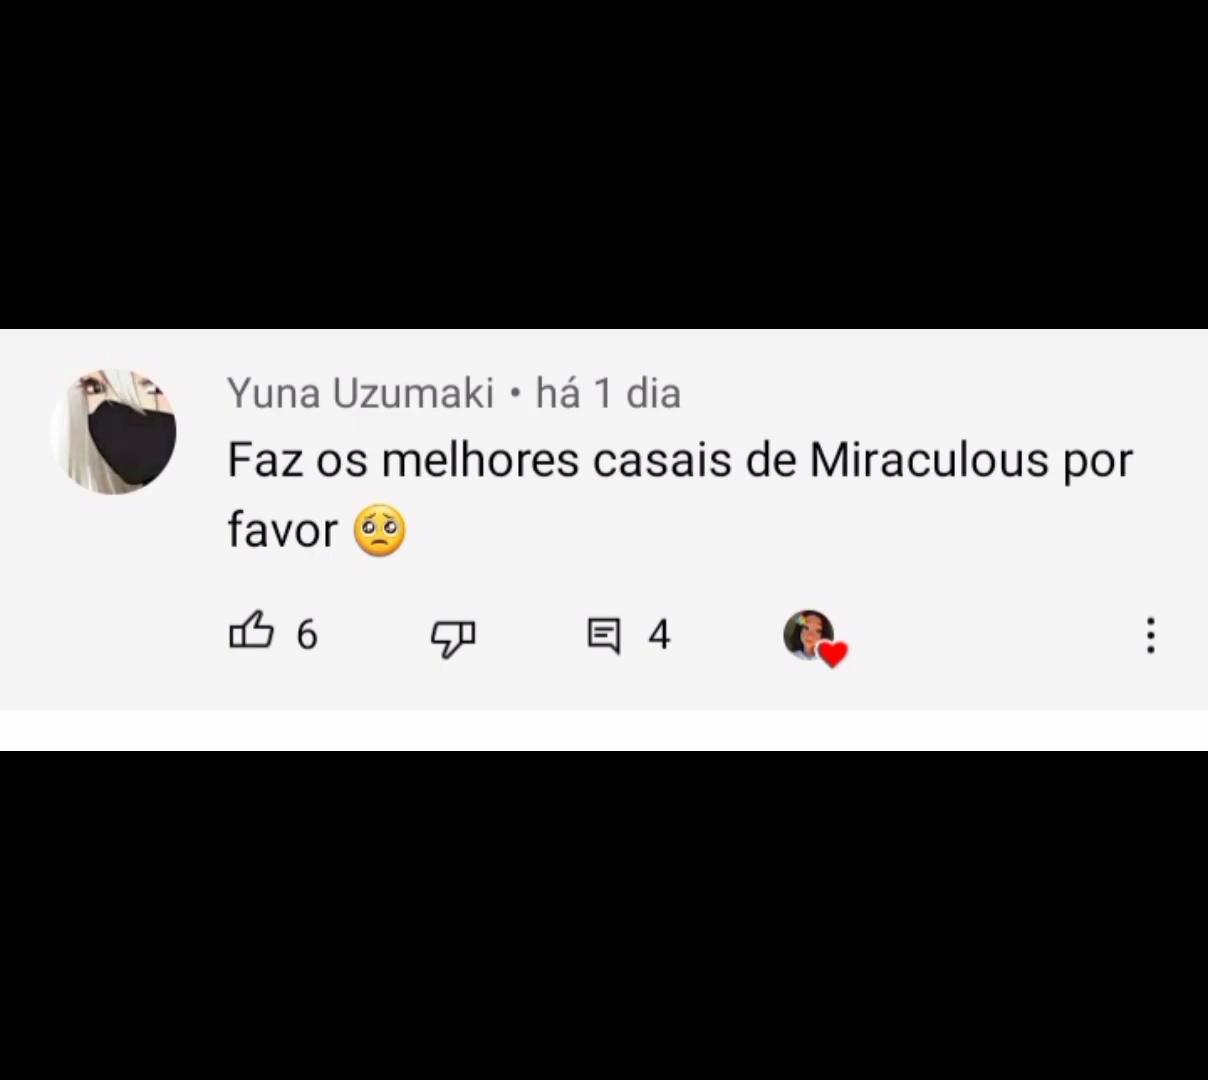 Yuna Uzumaki • há 1 dia
Faz os melhores casais de Miraculous por
favor 🥺
6 4